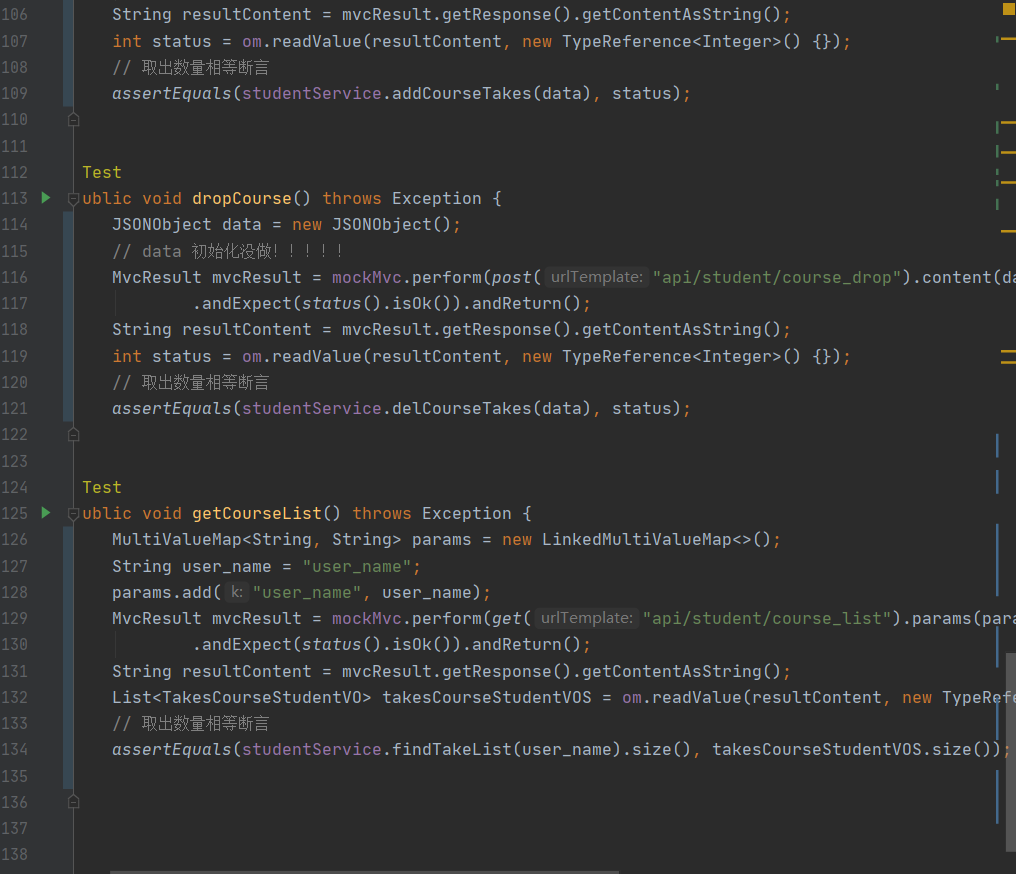 106 String resultContent = mvcResult.getResponse().getContentAsString();
107 int status = om.readValue(resultContent, new TypeReference<Integer>() {});
108 // 取出数量相等断言
109 assertEquals(studentService.addCourseTakes(data), status);
110
111
112 Test
113 ublic void dropCourse() throws Exception {
114 JSONObject data = new JSONObject();
115 // data 初始化没做！！！！！
116 MvcResult mvcResult = mockMvc.perform(post( urlTemplate: "api/student/course_drop").content(da
117 .andExpect(status().isOk()).andReturn();
118 String resultContent = mvcResult.getResponse().getContentAsString();
119 int status = om.readValue(resultContent, new TypeReference<Integer>() {});
120 // 取出数量相等断言
121 assertEquals(studentService.delCourseTakes(data), status);
122
123
124 Test
125 ublic void getCourseList() throws Exception {
126 MultiValueMap<String, String> params = new LinkedMultiValueMap<>();
127 String user_name = "user_name";
128 params.add( k: "user_name", user_name);
129 MvcResult mvcResult = mockMvc.perform(get( urlTemplate: "api/student/course_list").params(para
130 .andExpect(status().isOk()).andReturn();
131 String resultContent = mvcResult.getResponse().getContentAsString();
132 List<TakesCourseStudentVO> takesCourseStudentVOS = om.readValue(resultContent, new TypeRefe
133 // 取出数量相等断言
134 assertEquals(studentService.findTakeList(user_name).size(), takesCourseStudentVOS.size());
135
136
137
138